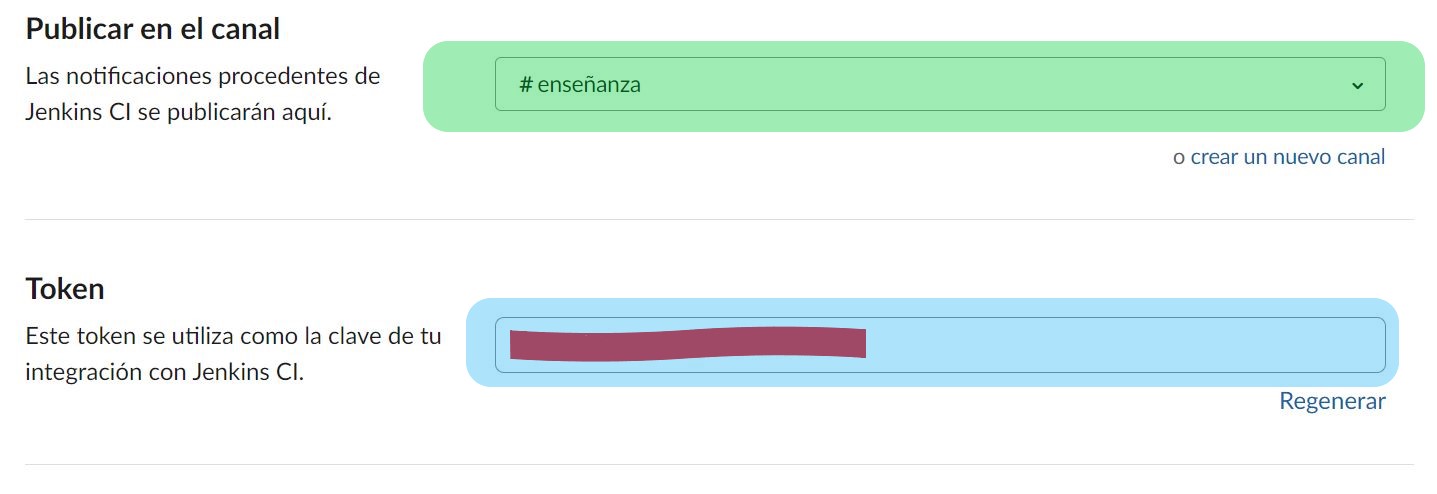 Publicar en el canal
Las notificaciones procedentes de
Jenkins CI se publicarán aquí.
# enseñanza
o crear un nuevo canal
Token
Este token se utiliza como la clave de tu
integración con Jenkins CI.
Regenerar